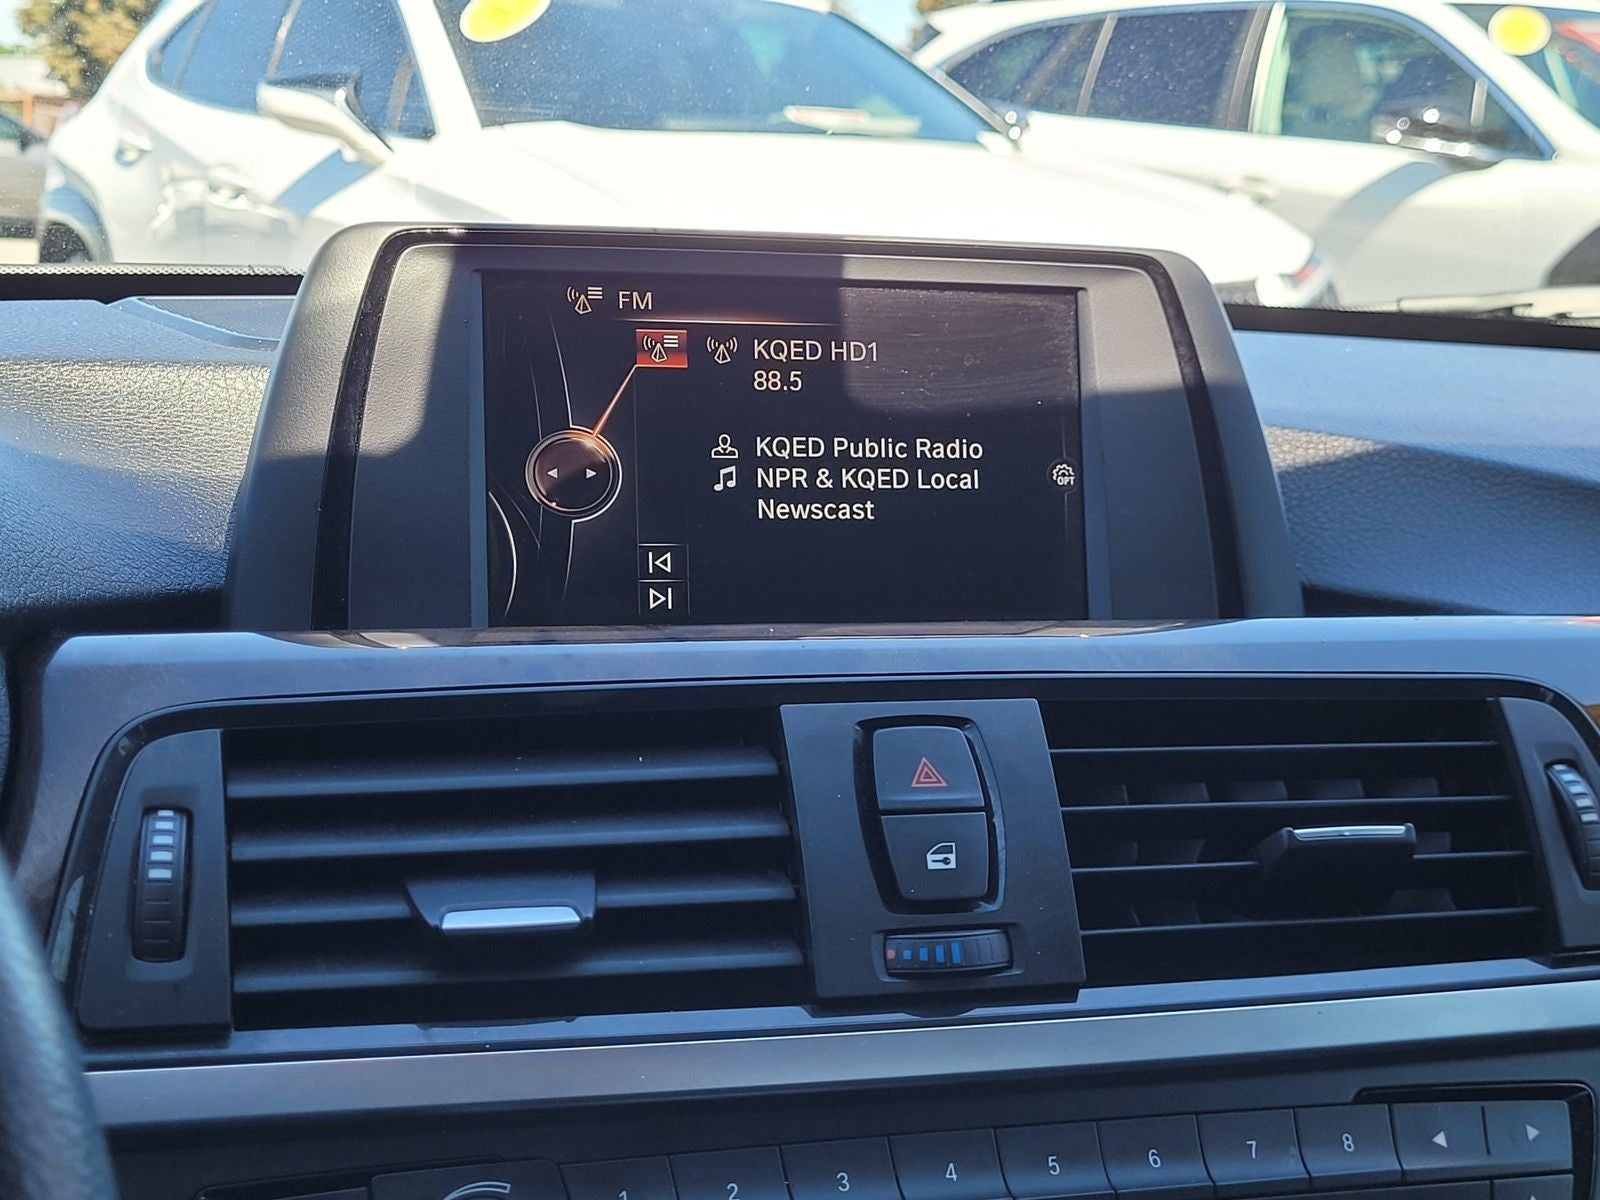 FM
KQED HD1
88.5
KQED Public Radio
NPR & KQED Local
Newscast
OPT
1 2 3 4 5 6 7 8